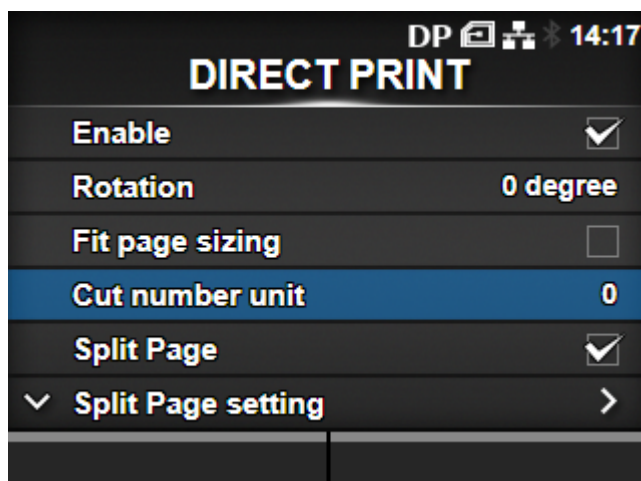 DP 14:17
DIRECT PRINT
Enable
Rotation 0 degree
Fit page sizing
Cut number unit 0
Split Page
Split Page setting